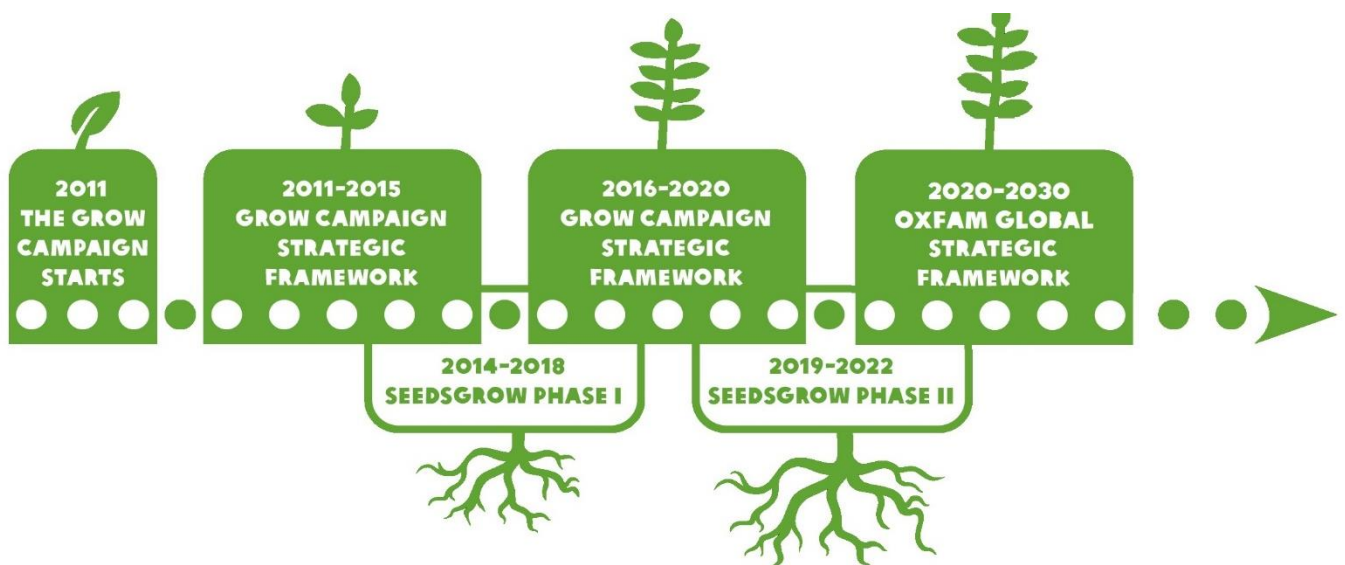 2011
THE GROW
CAMPAIGN
STARTS
2011-2015
GROW CAMPAIGN
STRATEGIC
FRAMEWORK
2016-2020
GROW CAMPAIGN
STRATEGIC
FRAMEWORK
2020-2030
OXFAM GLOBAL
STRATEGIC
FRAMEWORK
2014-2018
SEEDSGROW PHASE I
2019-2022
SEEDSGROW PHASE II